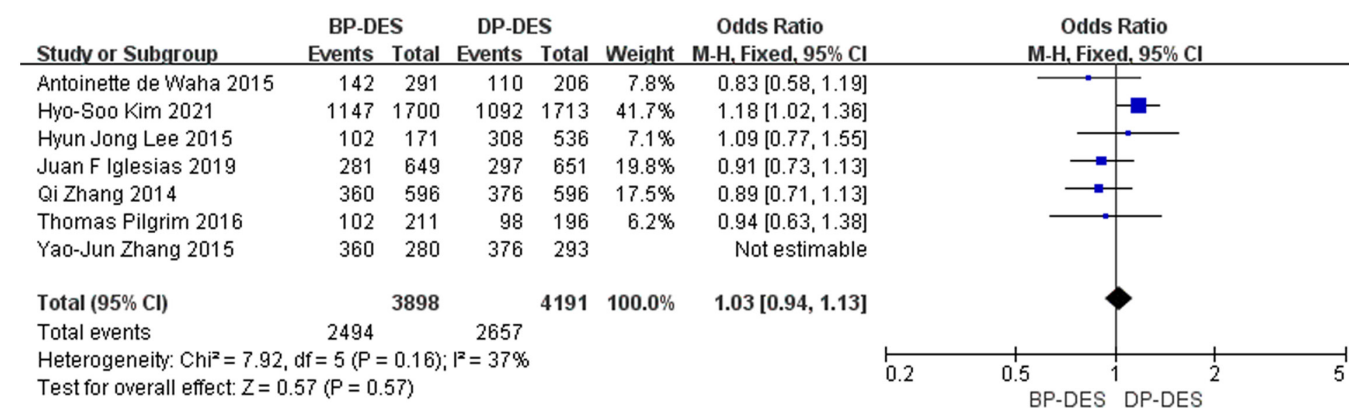 BP-DES DP-DES Odds Ratio Odds Ratio
Study or Subgroup Events Total Events Total Weight M-H, Fixed, 95% CI M-H, Fixed, 95% CI
Antoinette de Waha 2015 142 291 110 206 7.8% 0.83 [0.58, 1.19]
Hyo-Soo Kim 2021 1147 1700 1092 1713 41.7% 1.18 [1.02, 1.36]
Hyun Jong Lee 2015 102 171 308 536 7.1% 1.09 [0.77, 1.55]
Juan F Iglesias 2019 281 649 297 651 19.8% 0.91 [0.73, 1.13]
Qi Zhang 2014 360 596 376 596 17.5% 0.89 [0.71, 1.13]
Thomas Pilgrim 2016 102 211 98 196 6.2% 0.94 [0.63, 1.38]
Yao-Jun Zhang 2015 360 280 376 293 Not estimable
Total (95% CI) 3898 4191 100.0% 1.03 [0.94, 1.13]
Total events 2494 2657
Heterogeneity: Chi² = 7.92, df = 5 (P = 0.16); I² = 37%
Test for overall effect: Z = 0.57 (P = 0.57)
0.2 0.5 1 2 5
BP-DES DP-DES